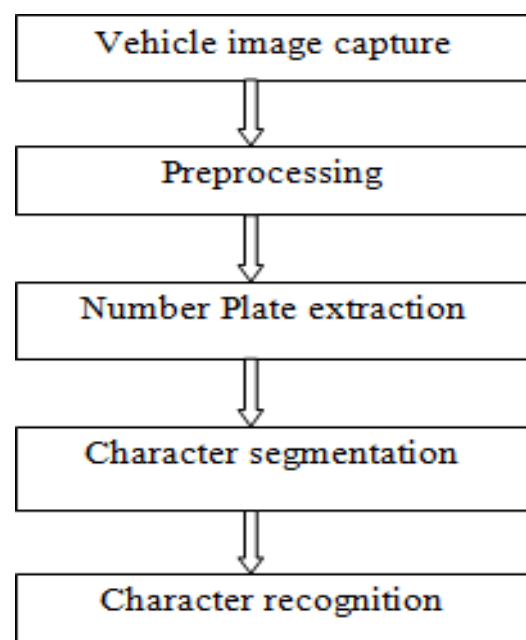 Vehicle image capture
Preprocessing
Number Plate extraction
Character segmentation
Character recognition